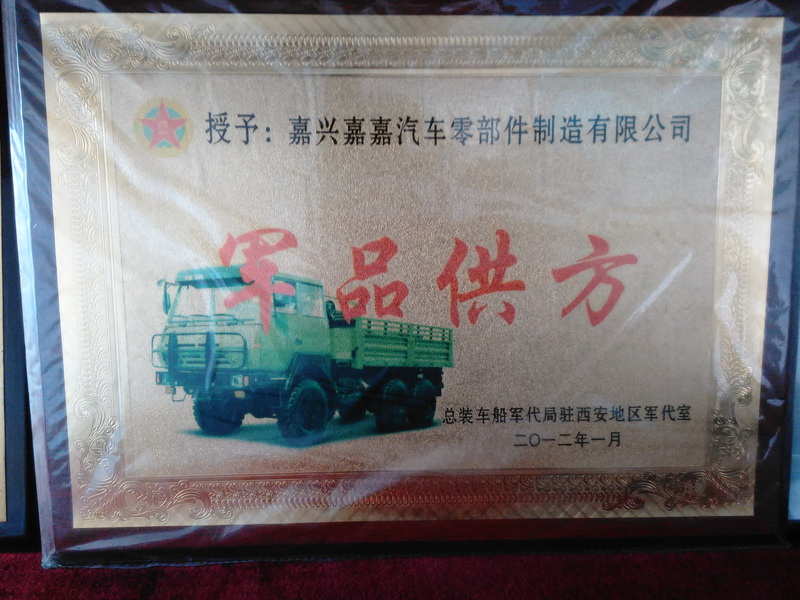 授予：嘉兴嘉嘉汽车零部件制造有限公司
军品供方
总装车船军代局驻西安地区军代室
二〇一二年一月